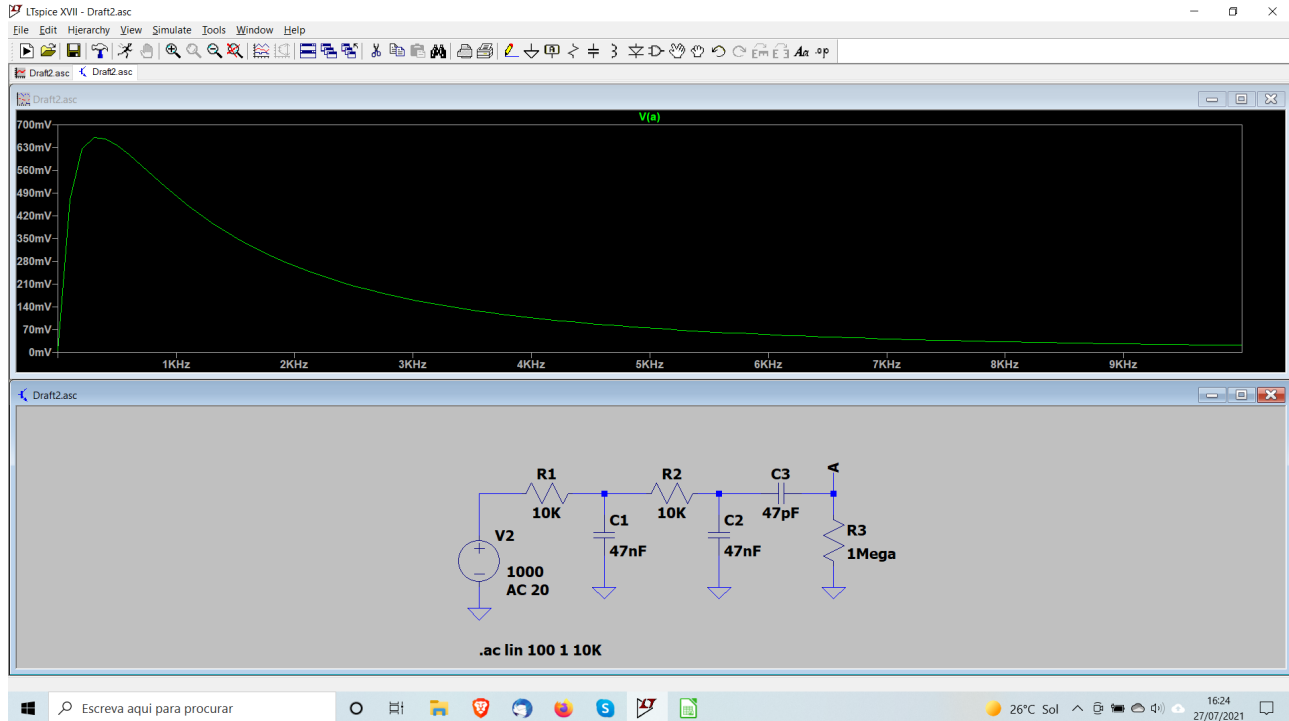 LTspice XVII - Draft2.asc
File Edit Hierarchy View Simulate Tools Window Help
Aa .op
Draft2.asc Draft2.asc
Draft2.asc
V(a)
700mV
630mV
560mV
490mV
420mV
350mV
280mV
210mV
140mV
70mV
0mV
1KHz 2KHz 3KHz 4KHz 5KHz 6KHz 7KHz 8KHz 9KHz
Draft2.asc
R1 R2 C3 A
10K 10K 47pF
V2 C1 C2 R3
47nF 47nF 1Mega
1000
AC 20
.ac lin 100 1 10K
Escreva aqui para procurar
26°C Sol
16:24
27/07/2021